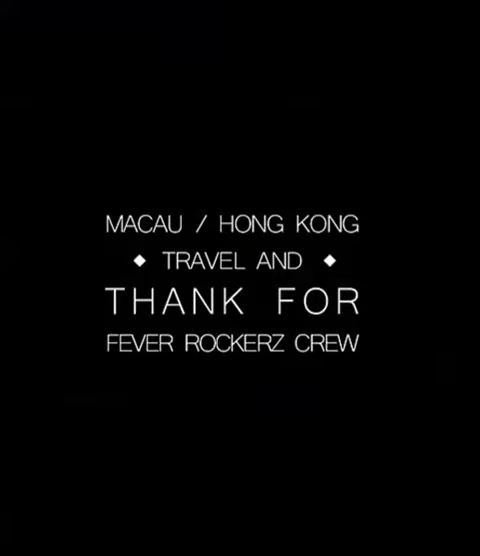 MACAU / HONG KONG
◆ TRAVEL AND ◆
THANK FOR
FEVER ROCKERZ CREW